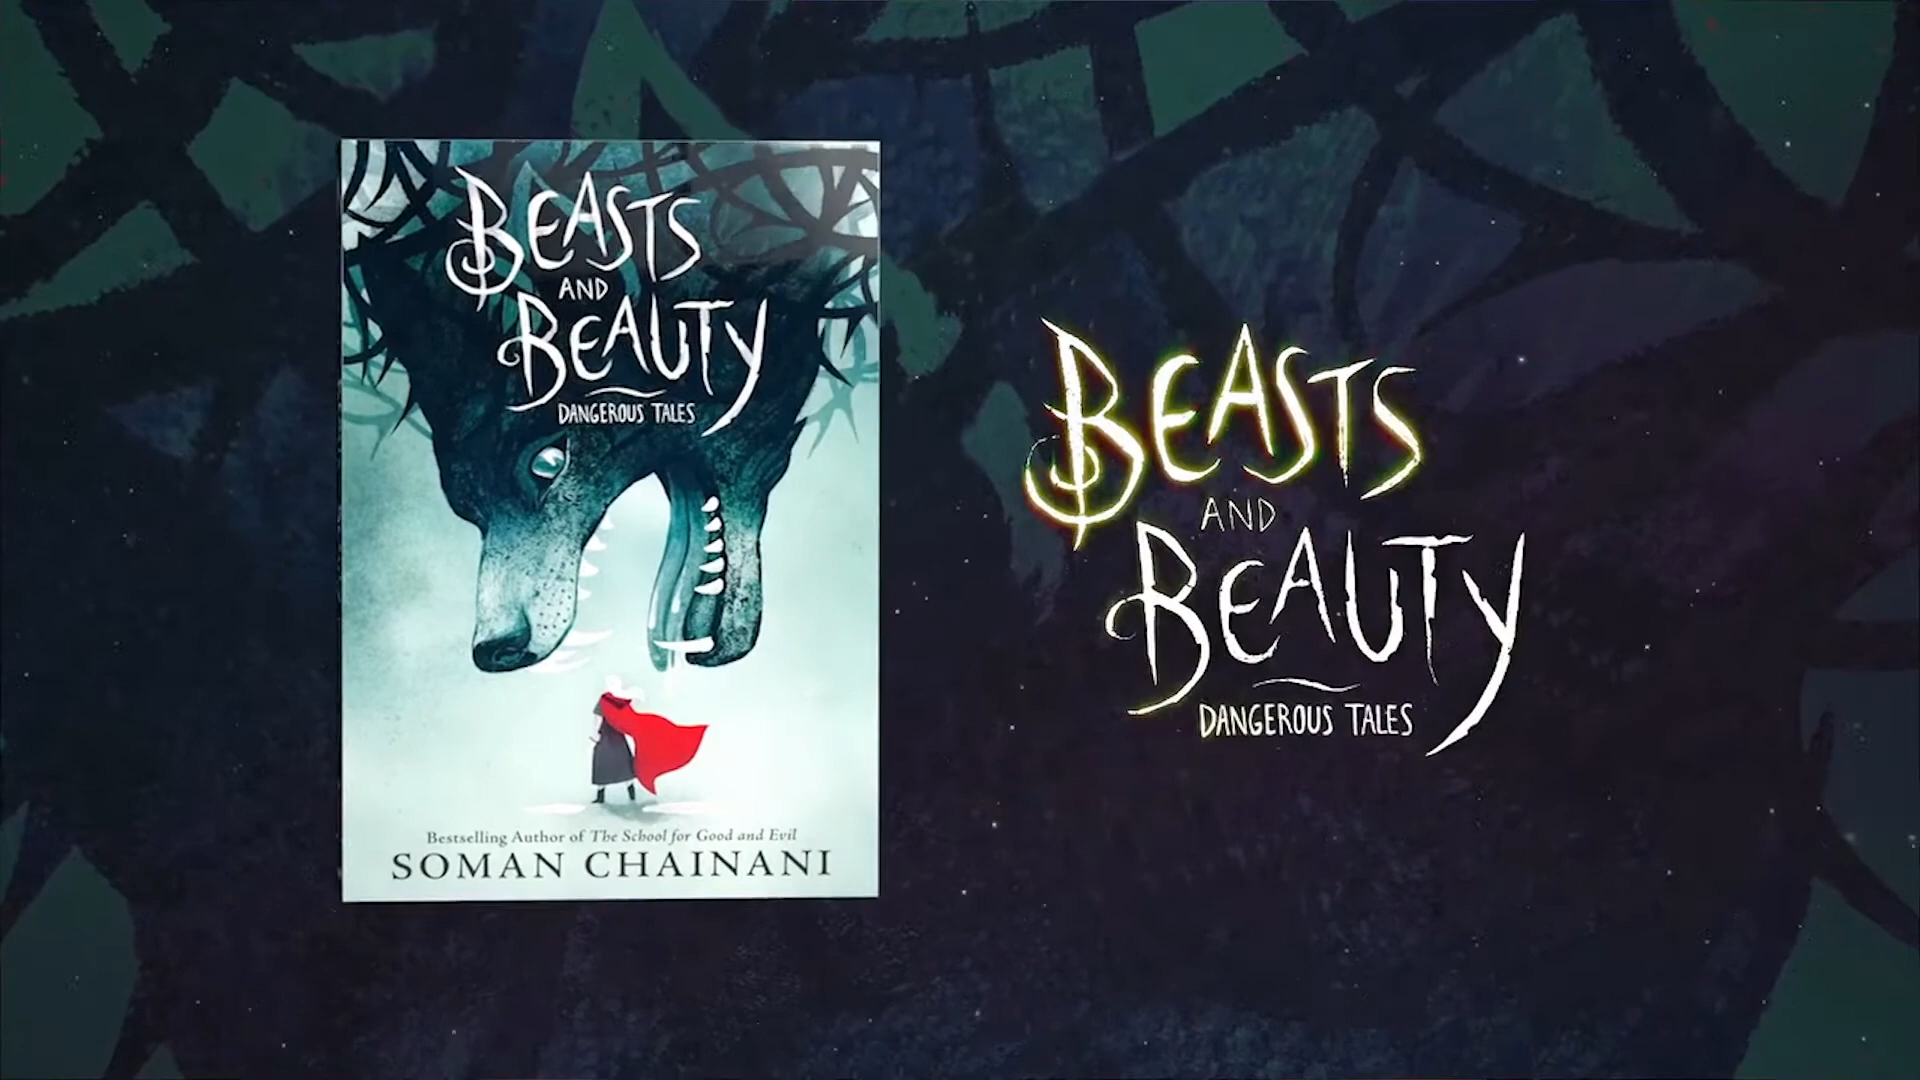 BEASTS
AND
BEAUTY
DANGEROUS TALES
Bestselling Author of The School for Good and Evil
SOMAN CHAINANI
BEASTS
AND
BEAUTY
DANGEROUS TALES